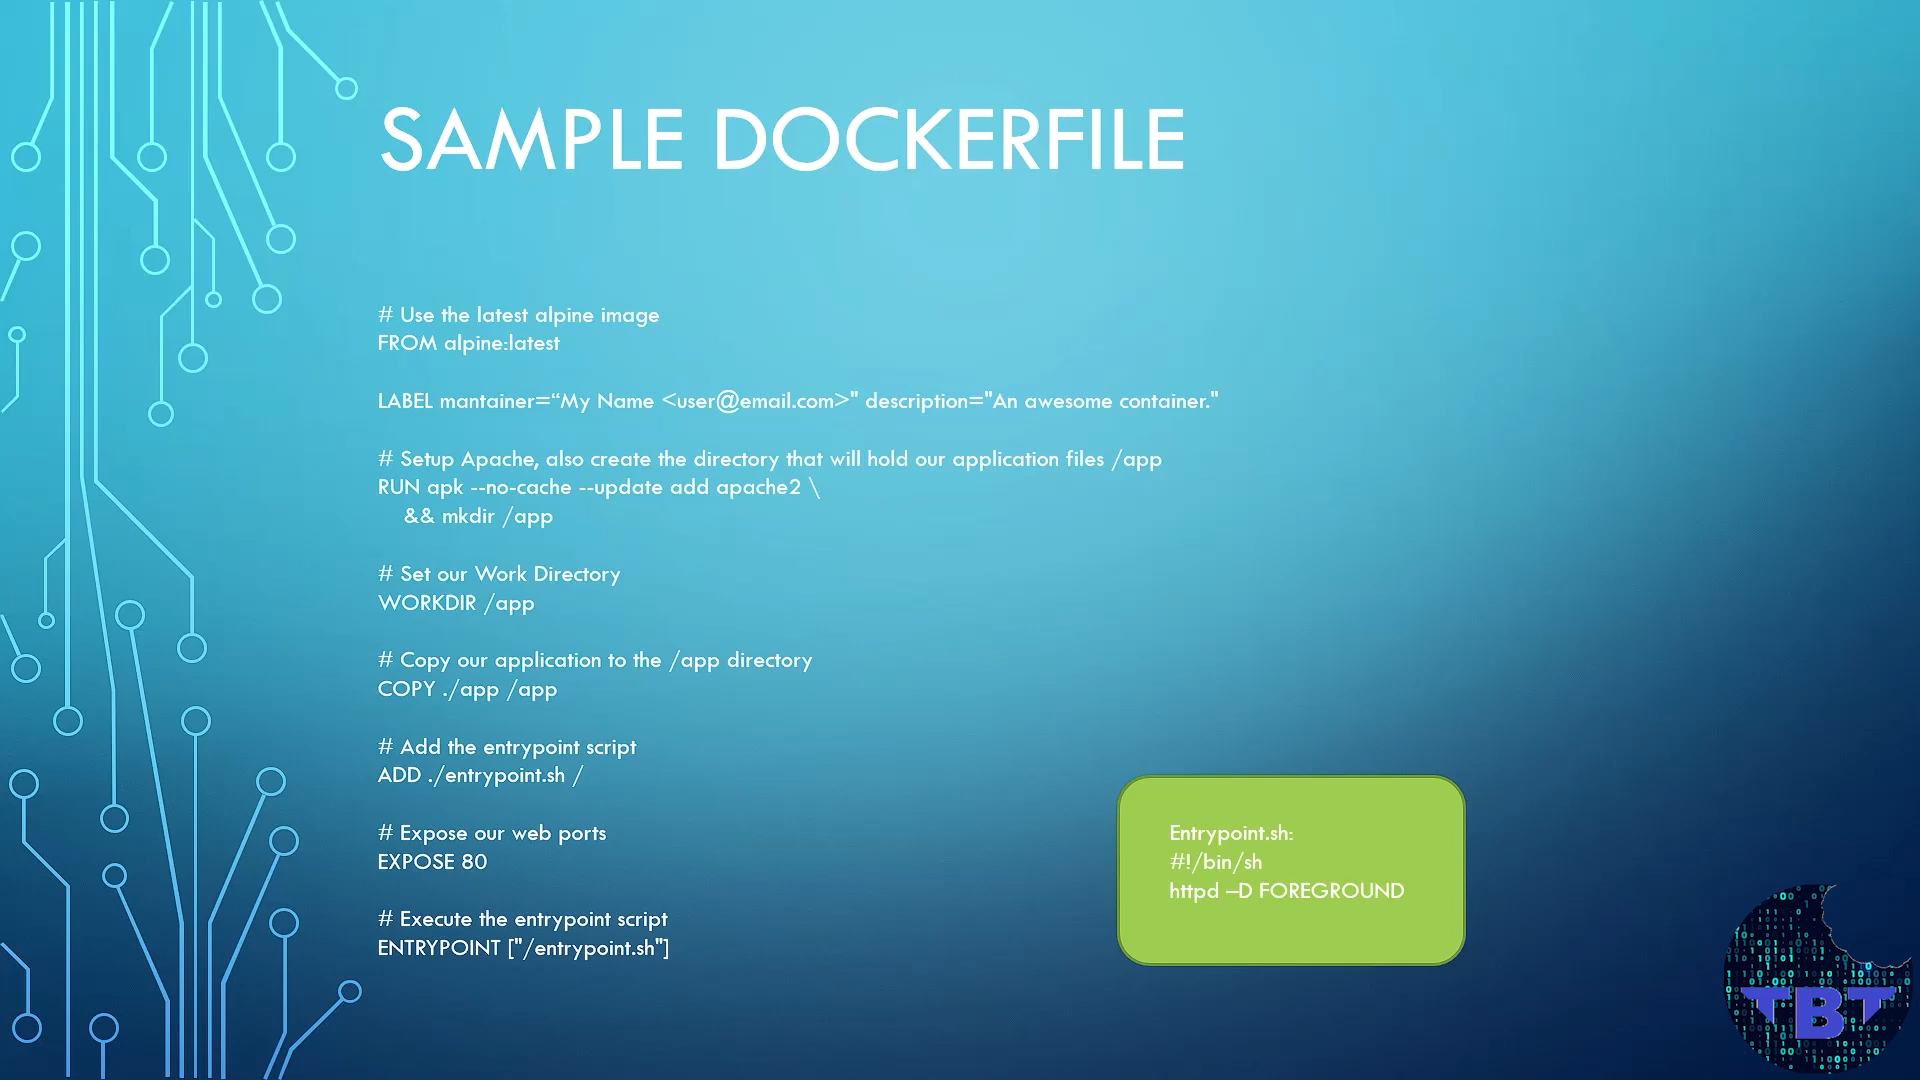 SAMPLE DOCKERFILE
# Use the latest alpine image
FROM alpine:latest
LABEL mantainer=“My Name <user@email.com>" description="An awesome container."
# Setup Apache, also create the directory that will hold our application files /app
RUN apk --no-cache --update add apache2 \
&& mkdir /app
# Set our Work Directory
WORKDIR /app
# Copy our application to the /app directory
COPY ./app /app
# Add the entrypoint script
ADD ./entrypoint.sh /
# Expose our web ports
EXPOSE 80
# Execute the entrypoint script
ENTRYPOINT ["/entrypoint.sh"]
Entrypoint.sh:
#!/bin/sh
httpd –D FOREGROUND
TBT